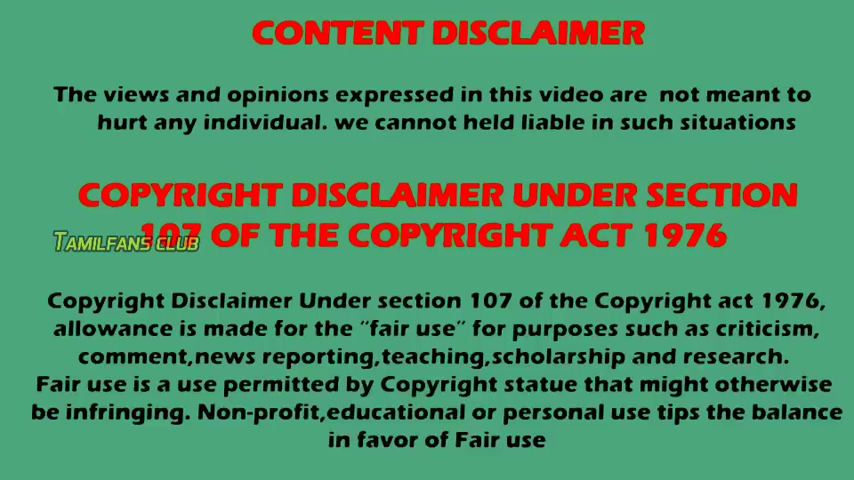 CONTENT DISCLAIMER
The views and opinions expressed in this video are not meant to
hurt any individual. we cannot held liable in such situations
COPYRIGHT DISCLAIMER UNDER SECTION
107 OF THE COPYRIGHT ACT 1976
TAMILFANS CLUB
Copyright Disclaimer Under section 107 of the Copyright act 1976,
allowance is made for the "fair use" for purposes such as criticism,
comment,news reporting,teaching,scholarship and research.
Fair use is a use permitted by Copyright statue that might otherwise
be infringing. Non-profit,educational or personal use tips the balance
in favor of Fair use